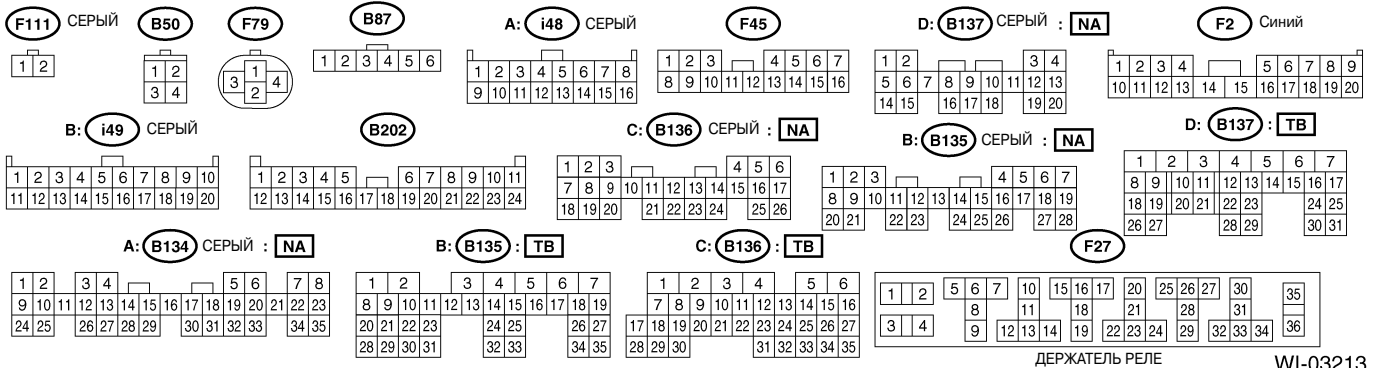 F111 СЕРЫЙ B50 F79 B87 A: i48 СЕРЫЙ F45 D: B137 СЕРЫЙ : NA F2 Синий
1 2
1 2
3 4
1
3 4
2
1 2 3 4 5 6
1 2 3 4 5 6 7 8
9 10 11 12 13 14 15 16
1 2 3 4 5 6 7
8 9 10 11 12 13 14 15 16
1 2 3 4
5 6 7 8 9 10 11 12 13
14 15 16 17 18 19 20
1 2 3 4 5 6 7 8 9
10 11 12 13 14 15 16 17 18 19 20
B: i49 СЕРЫЙ B202 C: B136 СЕРЫЙ : NA B: B135 СЕРЫЙ : NA D: B137 : TB
1 2 3 4 5 6 7 8 9 10
11 12 13 14 15 16 17 18 19 20
1 2 3 4 5 6 7 8 9 10 11
12 13 14 15 16 17 18 19 20 21 22 23 24
1 2 3 4 5 6
7 8 9 10 11 12 13 14 15 16 17
18 19 20 21 22 23 24 25 26
1 2 3 4 5 6 7
8 9 10 11 12 13 14 15 16 17 18 19
20 21 22 23 24 25 26 27 28
1 2 3 4 5 6 7
8 9 10 11 12 13 14 15 16 17
18 19 20 21 22 23 24 25
26 27 28 29 30 31
A: B134 СЕРЫЙ : NA B: B135 : TB C: B136 : TB F27
1 2 3 4 5 6 7 8
9 10 11 12 13 14 15 16 17 18 19 20 21 22 23
24 25 26 27 28 29 30 31 32 33 34 35
1 2 3 4 5 6 7
8 9 10 11 12 13 14 15 16 17 18 19
20 21 22 23 24 25 26 27
28 29 30 31 32 33 34 35
1 2 3 4 5 6
7 8 9 10 11 12 13 14 15 16
17 18 19 20 21 22 23 24 25 26 27
28 29 30 31 32 33 34 35
1 2 5 6 7 10 15 16 17 20 25 26 27 30 35
8 11 18 21 28 31
3 4 9 12 13 14 19 22 23 24 29 32 33 34 36
ДЕРЖАТЕЛЬ РЕЛЕ
WI-03213